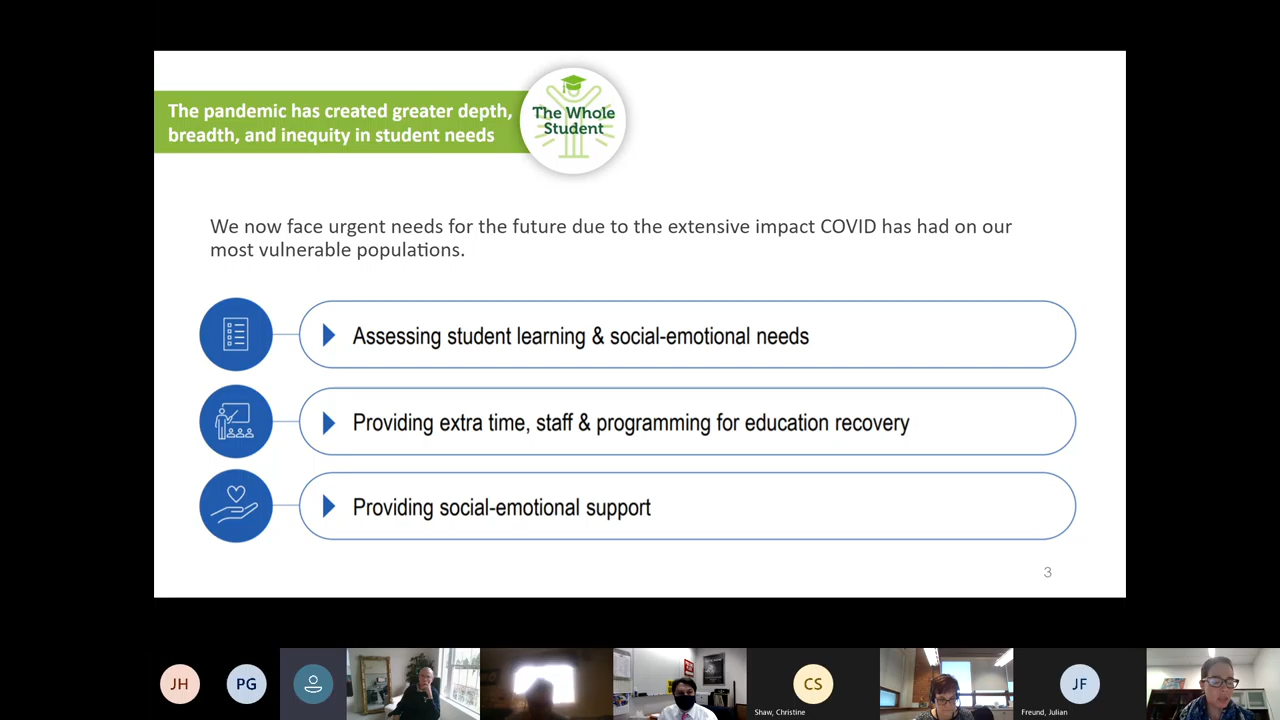 The pandemic has created greater depth,
breadth, and inequity in student needs
The Whole
Student
We now face urgent needs for the future due to the extensive impact COVID has had on our
most vulnerable populations.
Assessing student learning & social-emotional needs
Providing extra time, staff & programming for education recovery
Providing social-emotional support
3
JH
PG
CS
Shaw, Christine
JF
Freund, Julian